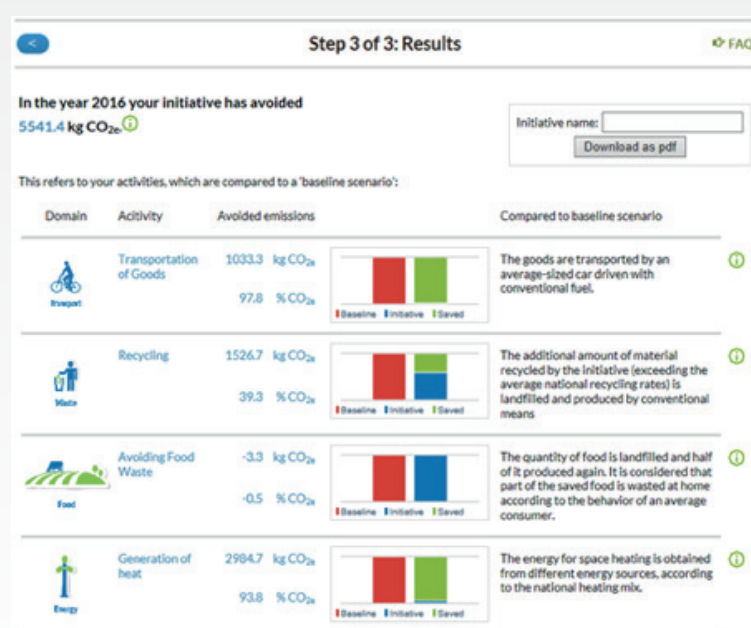 <
Step 3 of 3: Results
FAQ
In the year 2016 your initiative has avoided
5541.4 kg CO2e.
Initiative name:
Download as pdf
This refers to your activities, which are compared to a 'baseline scenario':
Domain Acitivity Avoided emissions Compared to baseline scenario
Transport
Transportation
of Goods
1033.3 kg CO2e
97.8 % CO2e
Baseline Initiative Saved
The goods are transported by an
average-sized car driven with
conventional fuel.
Waste
Recycling
1526.7 kg CO2e
39.3 % CO2e
Baseline Initiative Saved
The additional amount of material
recycled by the initiative (exceeding the
average national recycling rates) is
landfilled and produced by conventional
means
Food
Avoiding Food
Waste
-3.3 kg CO2e
-0.5 % CO2e
Baseline Initiative Saved
The quantity of food is landfilled and half
of it produced again. It is considered that
part of the saved food is wasted at home
according to the behavior of an average
consumer.
Energy
Generation of
heat
2984.7 kg CO2e
93.8 % CO2e
Baseline Initiative Saved
The energy for space heating is obtained
from different energy sources, according
to the national heating mix.